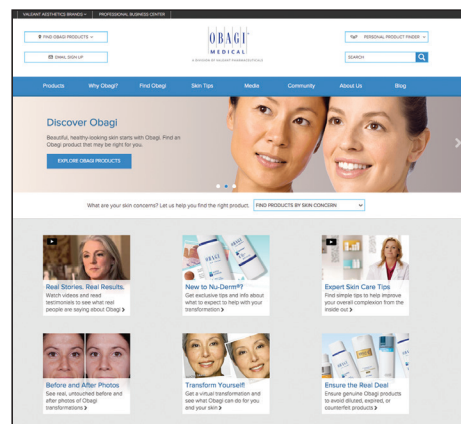 VALEANT AESTHETICS BRANDS
PROFESSIONAL BUSINESS CENTER
FIND OBAGI PRODUCTS
OBAGI
MEDICAL
A DIVISION OF VALEANT PHARMACEUTICALS
PERSONAL PRODUCT FINDER
EMAIL SIGN UP
SEARCH
Products Why Obagi? Find Obagi Skin Tips Media Community About Us Blog
Discover Obagi
Beautiful, healthy-looking skin starts with Obagi. Find an
Obagi product that may be right for you.
EXPLORE OBAGI PRODUCTS
What are your skin concerns? Let us help you find the right product.
FIND PRODUCTS BY SKIN CONCERN
Real Stories. Real Results.
Watch videos and read
testimonials to see what real
people are saying about Obagi
OBAGI
New to Nu-Derm®?
Get exclusive tips and info about
what to expect to help with your
transformation
Expert Skin Care Tips
Find simple tips to help improve
your overall complexion from the
inside out
Before and After Photos
See real, untouched before and
after photos of Obagi
transformations
Transform Yourself!
Get a virtual transformation and
see what Obagi can do for you
and your skin
Ensure the Real Deal
Ensure genuine Obagi products
to avoid diluted, expired, or
counterfeit products